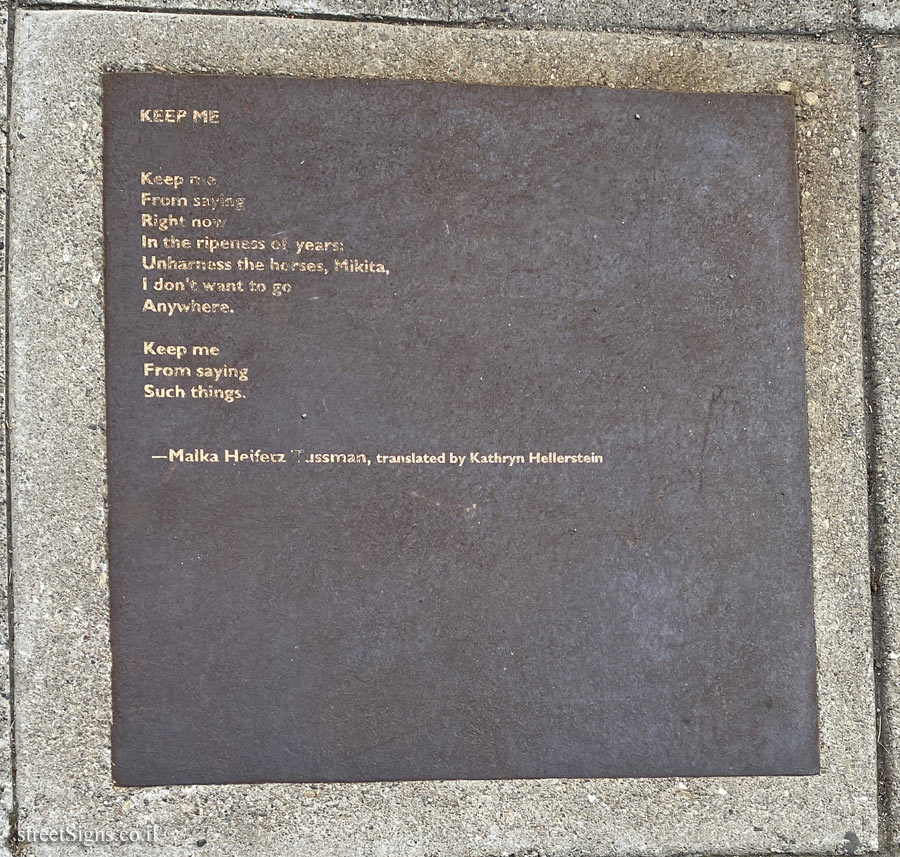 KEEP ME
Keep me
From saying
Right now
In the ripeness of years:
Unharness the horses, Mikita,
I don't want to go
Anywhere.
Keep me
From saying
Such things.
—Malka Heifetz Tussman, translated by Kathryn Hellerstein
streetSigns.co.il